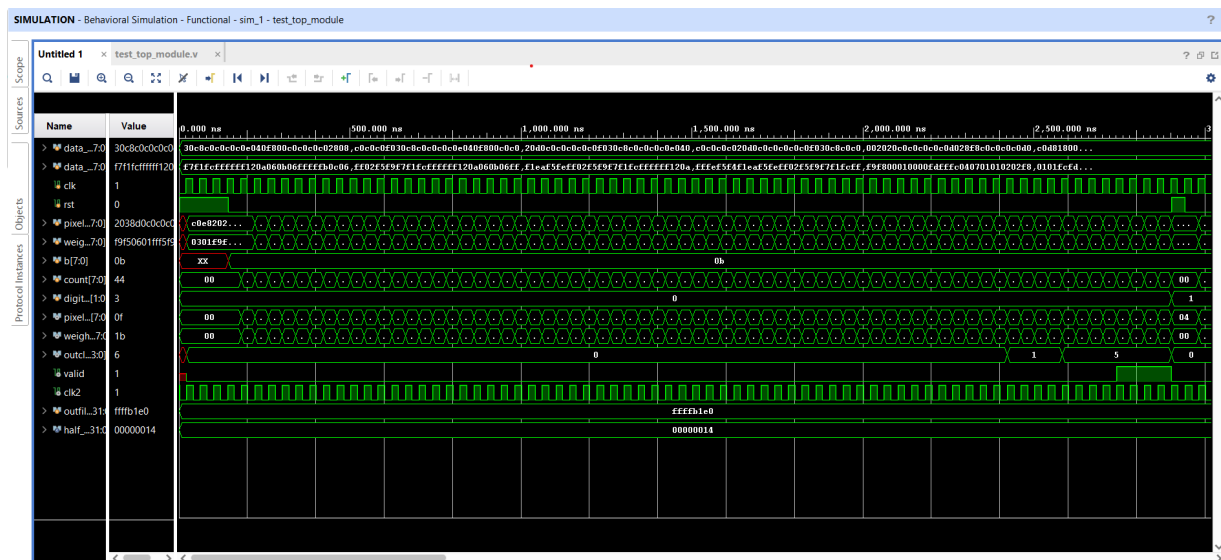 SIMULATION - Behavioral Simulation - Functional - sim_1 - test_top_module ?
Untitled 1 × test_top_module.v ×
Scope
Sources
Objects
Protocol Instances
Name Value
0.000 ns 500.000 ns 1,000.000 ns 1,500.000 ns 2,000.000 ns 2,500.000 ns 3
data_...7:0 30c8c0c0c0c0
data_...7:0 f7f1fcffffff120
clk 1
rst 0
pixel...7:0] 2038d0c0c0c0 c0e8202...
weig...7:0] f9f50601fff5f9 0301f9f...
b[7:0] 0b XX 0b
count[7:0] 44 00 00
digit..._[1:0 3 0 1
pixel...[7:0 0f 00 04
weigh...7:0 1b 00 00
outcl...3:0] 6 0 1 5 0
valid 1
clk2 1
outfil...31: ffffb1e0 ffffb1e0
half_...31:0 00000014 00000014